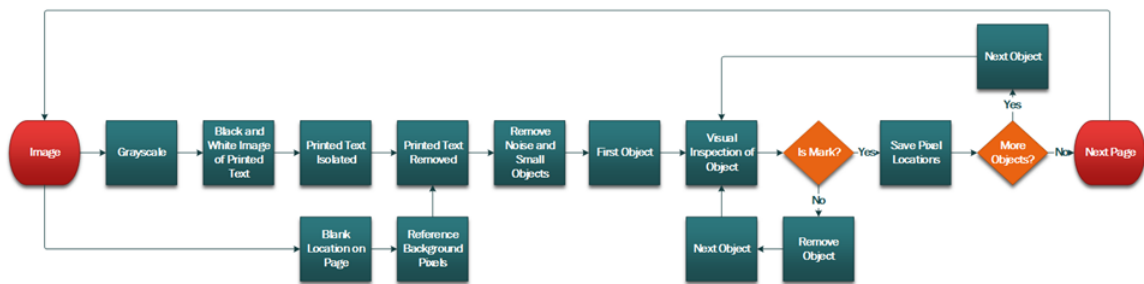 Image
Grayscale
Black and
White Image
of Printed
Text
Printed Text
Isolated
Printed Text
Removed
Remove
Noise and
Small
Objects
First Object
Visual
Inspection of
Object
Is Mark?
Yes
Save Pixel
Locations
More
Objects?
No
Next Page
Yes
Next Object
No
Remove
Object
Next Object
Blank
Location on
Page
Reference
Background
Pixels